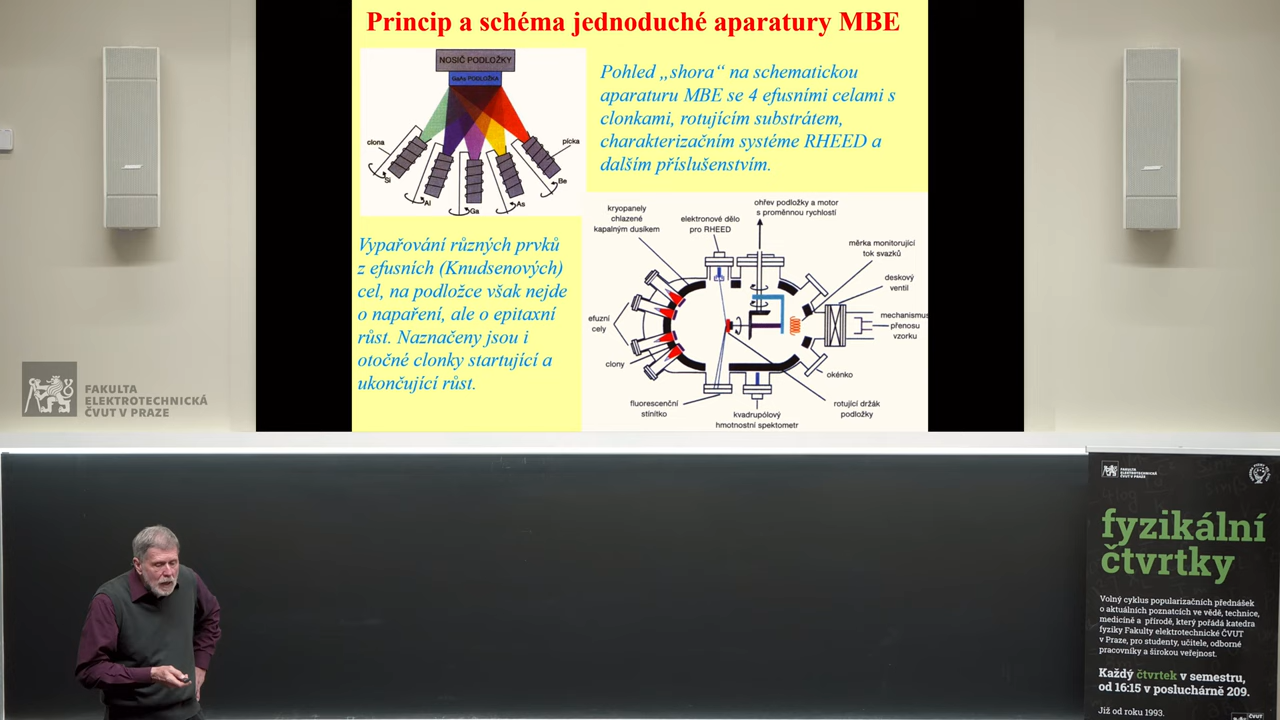 Princip a schéma jednoduché aparatury MBE
NOSIČ PODLOŽKY
GaAs PODLOŽKA
clona
pícka
Si
Al
Ga
As
Be
Pohled „shora“ na schematickou
aparaturu MBE se 4 efusními celami s
clonkami, rotujícím substrátem,
charakterizačním systéme RHEED a
dalším příslušenstvím.
Vypařování různých prvků
z efusních (Knudsenových)
cel, na podložce však nejde
o napaření, ale o epitaxní
růst. Naznačeny jsou i
otočné clonky startující a
ukončující růst.
kryopanely
chlazené
kapalným dusíkem
elektronové dělo
pro RHEED
ohřev podložky a motor
s proměnnou rychlostí
měrka monitorující
tok svazků
deskový
ventil
mechanismus
přenosu
vzorku
efuzní
cely
clony
okénko
fluorescenční
stínítko
kvadrupólový
hmotnostní spektometr
rotující držák
podložky
FAKULTA
ELEKTROTECHNICKÁ
ČVUT V PRAZE
FAKULTA
ELEKTROTECHNICKÁ
ČVUT V PRAZE
fyzikální
čtvrtky
Volný cyklus popularizačních přednášek
o aktuálních poznatcích ve vědě, technice,
medicíně a přírodě, který pořádá katedra
fyziky Fakulty elektrotechnické ČVUT
v Praze, pro studenty, učitele, odborné
pracovníky a širokou veřejnost.
Každý čtvrtek v semestru,
od 16:15 v posluchárně 209.
Již od roku 1993.